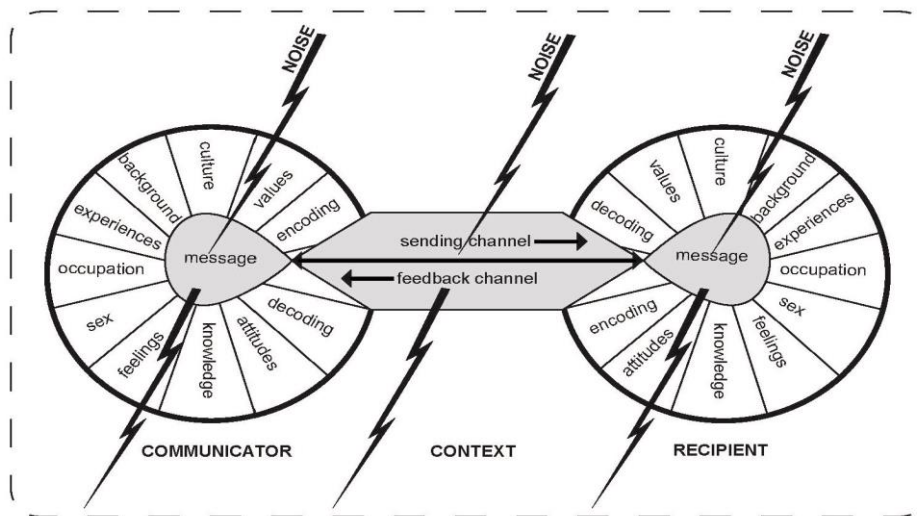 NOISE
NOISE
NOISE
culture
background
values
experiences
encoding
occupation
message
sex
decoding
feelings
attitudes
knowledge
sending channel
feedback channel
culture
values
background
decoding
experiences
message
occupation
encoding
sex
attitudes
feelings
knowledge
COMMUNICATOR
CONTEXT
RECIPIENT